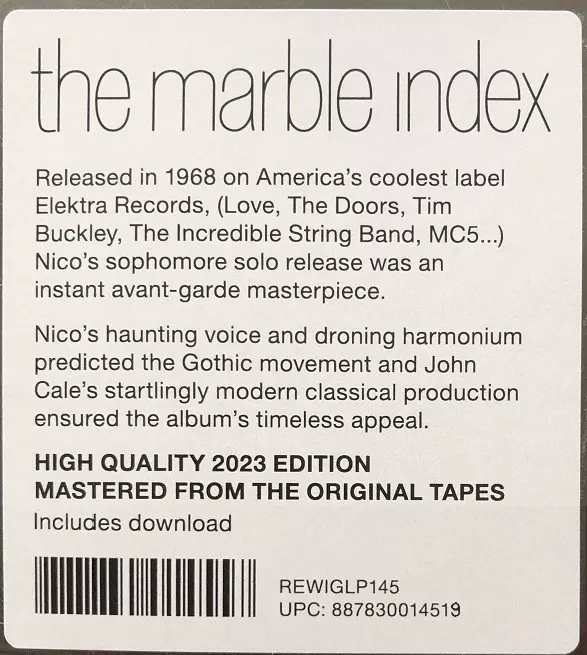 the marble index
Released in 1968 on America's coolest label
Elektra Records, (Love, The Doors, Tim
Buckley, The Incredible String Band, MC5...)
Nico's sophomore solo release was an
instant avant-garde masterpiece.
Nico's haunting voice and droning harmonium
predicted the Gothic movement and John
Cale's startlingly modern classical production
ensured the album's timeless appeal.
HIGH QUALITY 2023 EDITION
MASTERED FROM THE ORIGINAL TAPES
Includes download
REWIGLP145
UPC: 887830014519